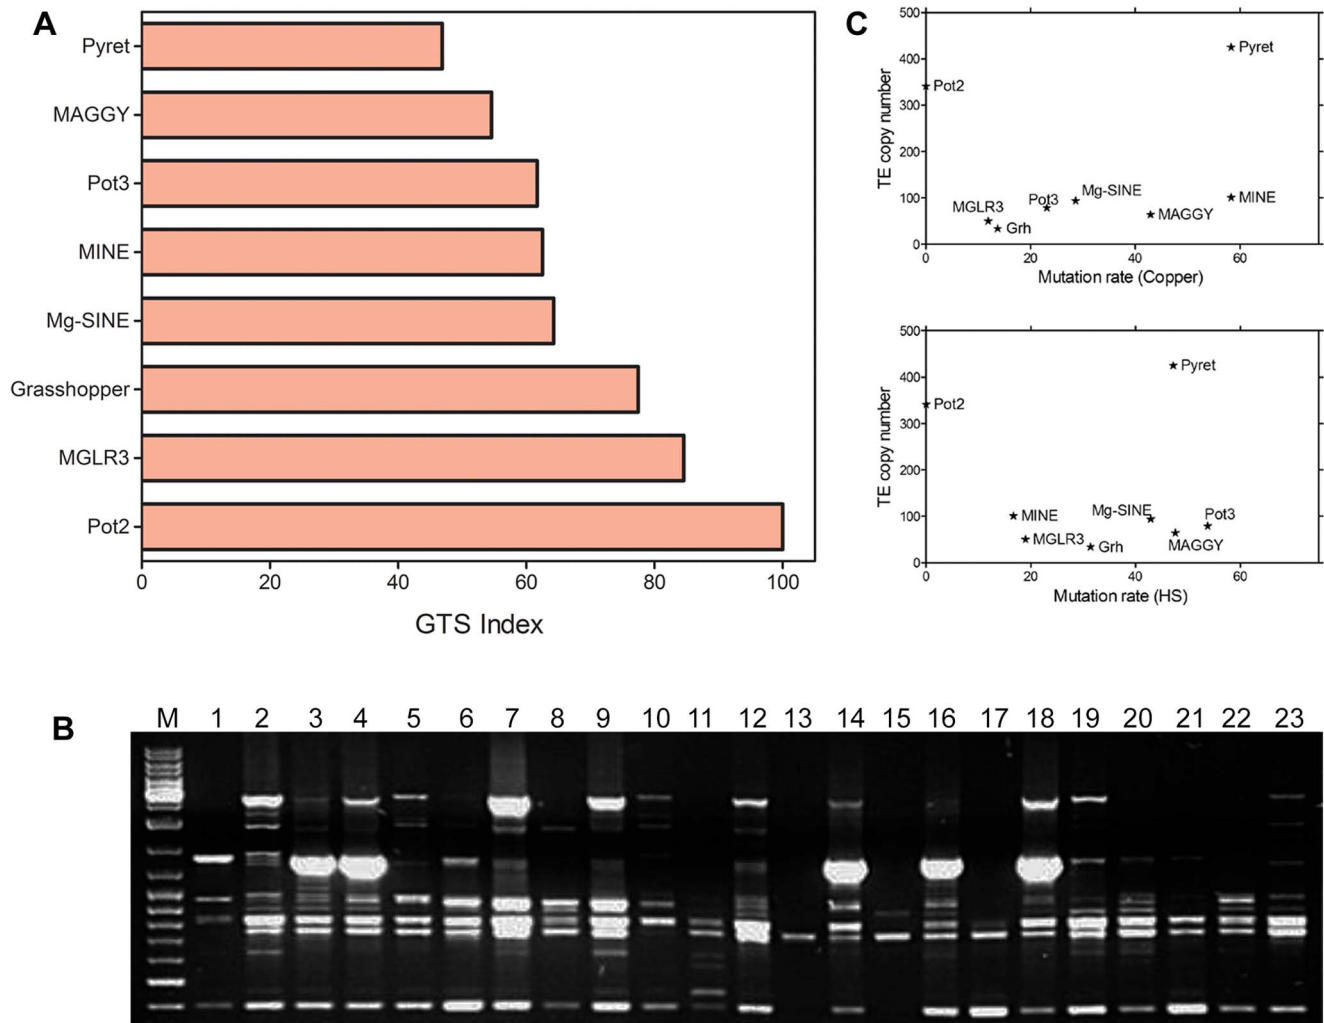 A
Pyret
MAGGY
Pot3
MINE
Mg-SINE
Grasshopper
MGLR3
Pot2
0 20 40 60 80 100
GTS Index
C
500
400
300
200
100
0
TE copy number
Pyret
Pot2
MGLR3
Grh
Pot3
Mg-SINE
MAGGY
MINE
0 20 40 60
Mutation rate (Copper)
500
400
300
200
100
0
TE copy number
Pyret
Pot2
MINE
MGLR3
Grh
Mg-SINE
MAGGY
Pot3
0 20 40 60
Mutation rate (HS)
B
M 1 2 3 4 5 6 7 8 9 10 11 12 13 14 15 16 17 18 19 20 21 22 23